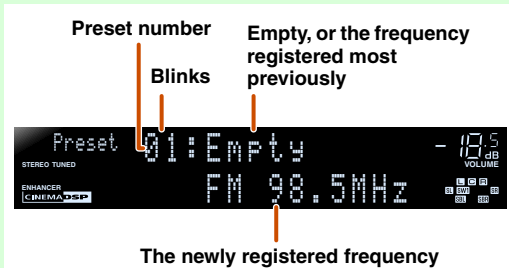 Preset number
Empty, or the frequency
registered most
previously
Blinks
Preset 01:Empty
-18.5
dB
VOLUME
STEREO TUNED
FM 98.5MHz
ENHANCER
CINEMA DSP
L C R
SL SW1 SR
SBL SBR
The newly registered frequency